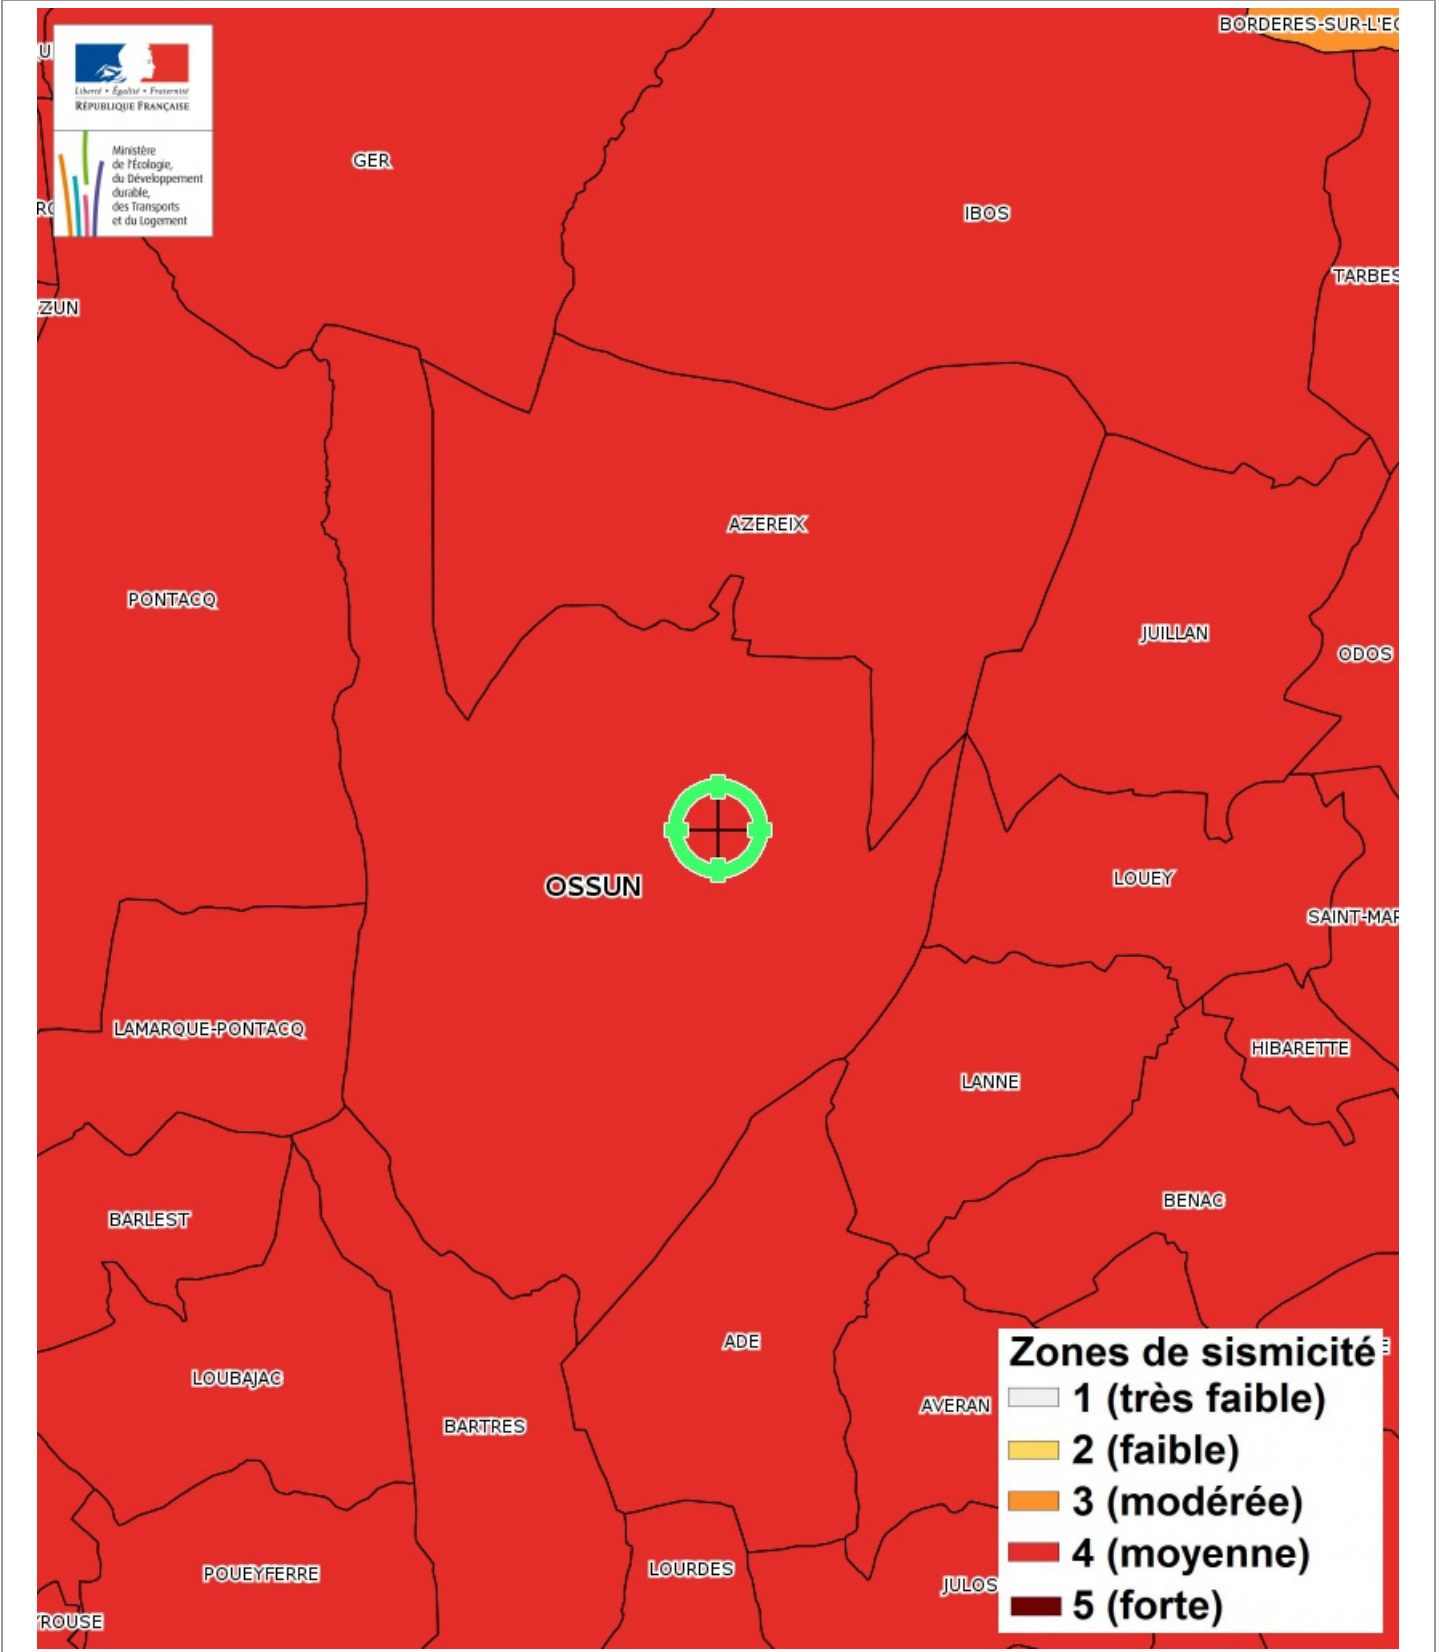 BORDERES-SUR-L'EC
Liberté • Égalité • Fraternité
RÉPUBLIQUE FRANÇAISE
Ministère
de l'Écologie,
du Développement
durable,
des Transports
et du Logement
GER
IBOS
TARBES
ZUN
AZEREIX
PONTACQ
JUILLAN
ODOS
OSSUN
LOUEY
SAINT-MAR
LAMARQUE-PONTACQ
HIBARETTE
LANNE
BENAC
BARLEST
ADE
LOUBAJAC
AVERAN
BARTRES
Zones de sismicité
1 (très faible)
2 (faible)
3 (modérée)
4 (moyenne)
5 (forte)
LOURDES
POUEYFERRE
JULOS
YROUSE